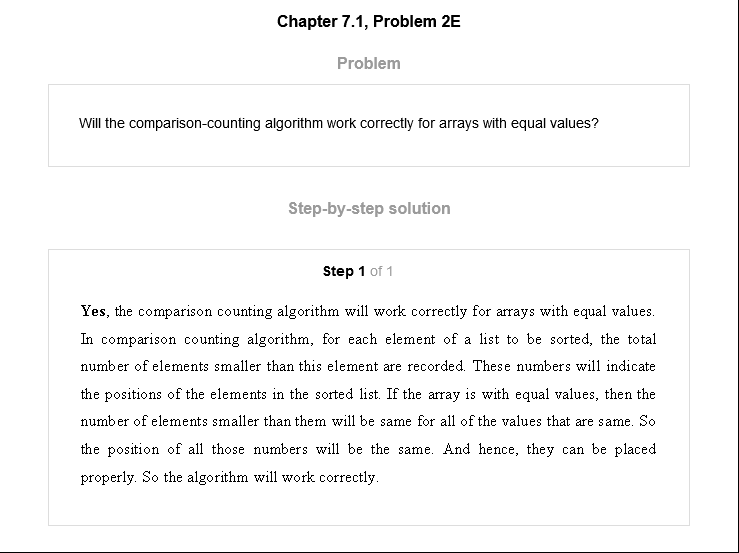 Chapter 7.1, Problem 2E
Problem
Will the comparison-counting algorithm work correctly for arrays with equal values?
Step-by-step solution
Step 1 of 1
Yes, the comparison counting algorithm will work correctly for arrays with equal values.
In comparison counting algorithm, for each element of a list to be sorted, the total
number of elements smaller than this element are recorded. These numbers will indicate
the positions of the elements in the sorted list. If the array is with equal values, then the
number of elements smaller than them will be same for all of the values that are same. So
the position of all those numbers will be the same. And hence, they can be placed
properly. So the algorithm will work correctly.